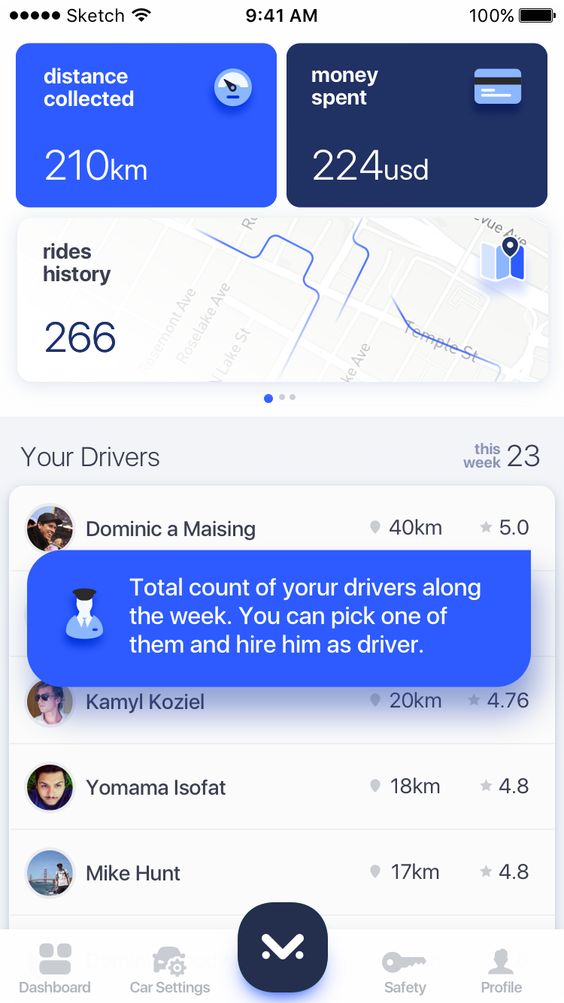 Sketch 9:41 AM 100%
distance
collected
210km
money
spent
224usd
rides
history
266
Roselake Ave
N Lake St
Temple St
Your Drivers
this
week 23
Dominic a Maising 40km 5.0
Total count of yorur drivers along
the week. You can pick one of
them and hire him as driver.
Kamyl Koziel 20km 4.76
Yomama Isofat 18km 4.8
Mike Hunt 17km 4.8
Dashboard
Car Settings
Safety
Profile